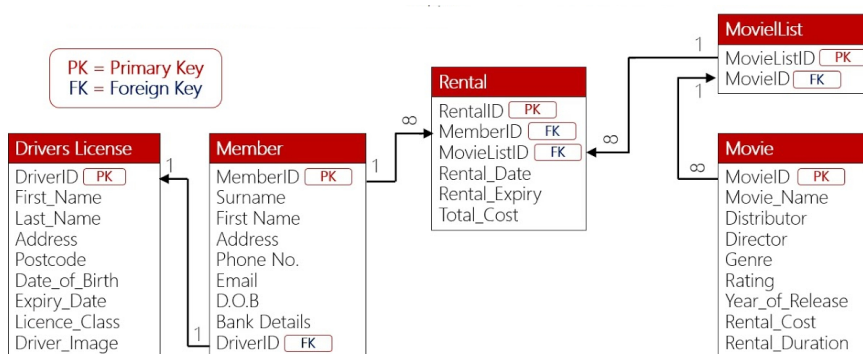 PK = Primary Key
FK = Foreign Key
Drivers License
DriverID PK
First_Name
Last_Name
Address
Postcode
Date_of_Birth
Expiry_Date
Licence_Class
Driver_Image
1
1
Member
MemberID PK
Surname
First Name
Address
Phone No.
Email
D.O.B
Bank Details
DriverID FK
1
∞
Rental
RentalID PK
MemberID FK
MovieListID FK
Rental_Date
Rental_Expiry
Total_Cost
∞
1
MovielList
MovieListID PK
MovieID FK
1
∞
Movie
MovieID PK
Movie_Name
Distributor
Director
Genre
Rating
Year_of_Release
Rental_Cost
Rental_Duration